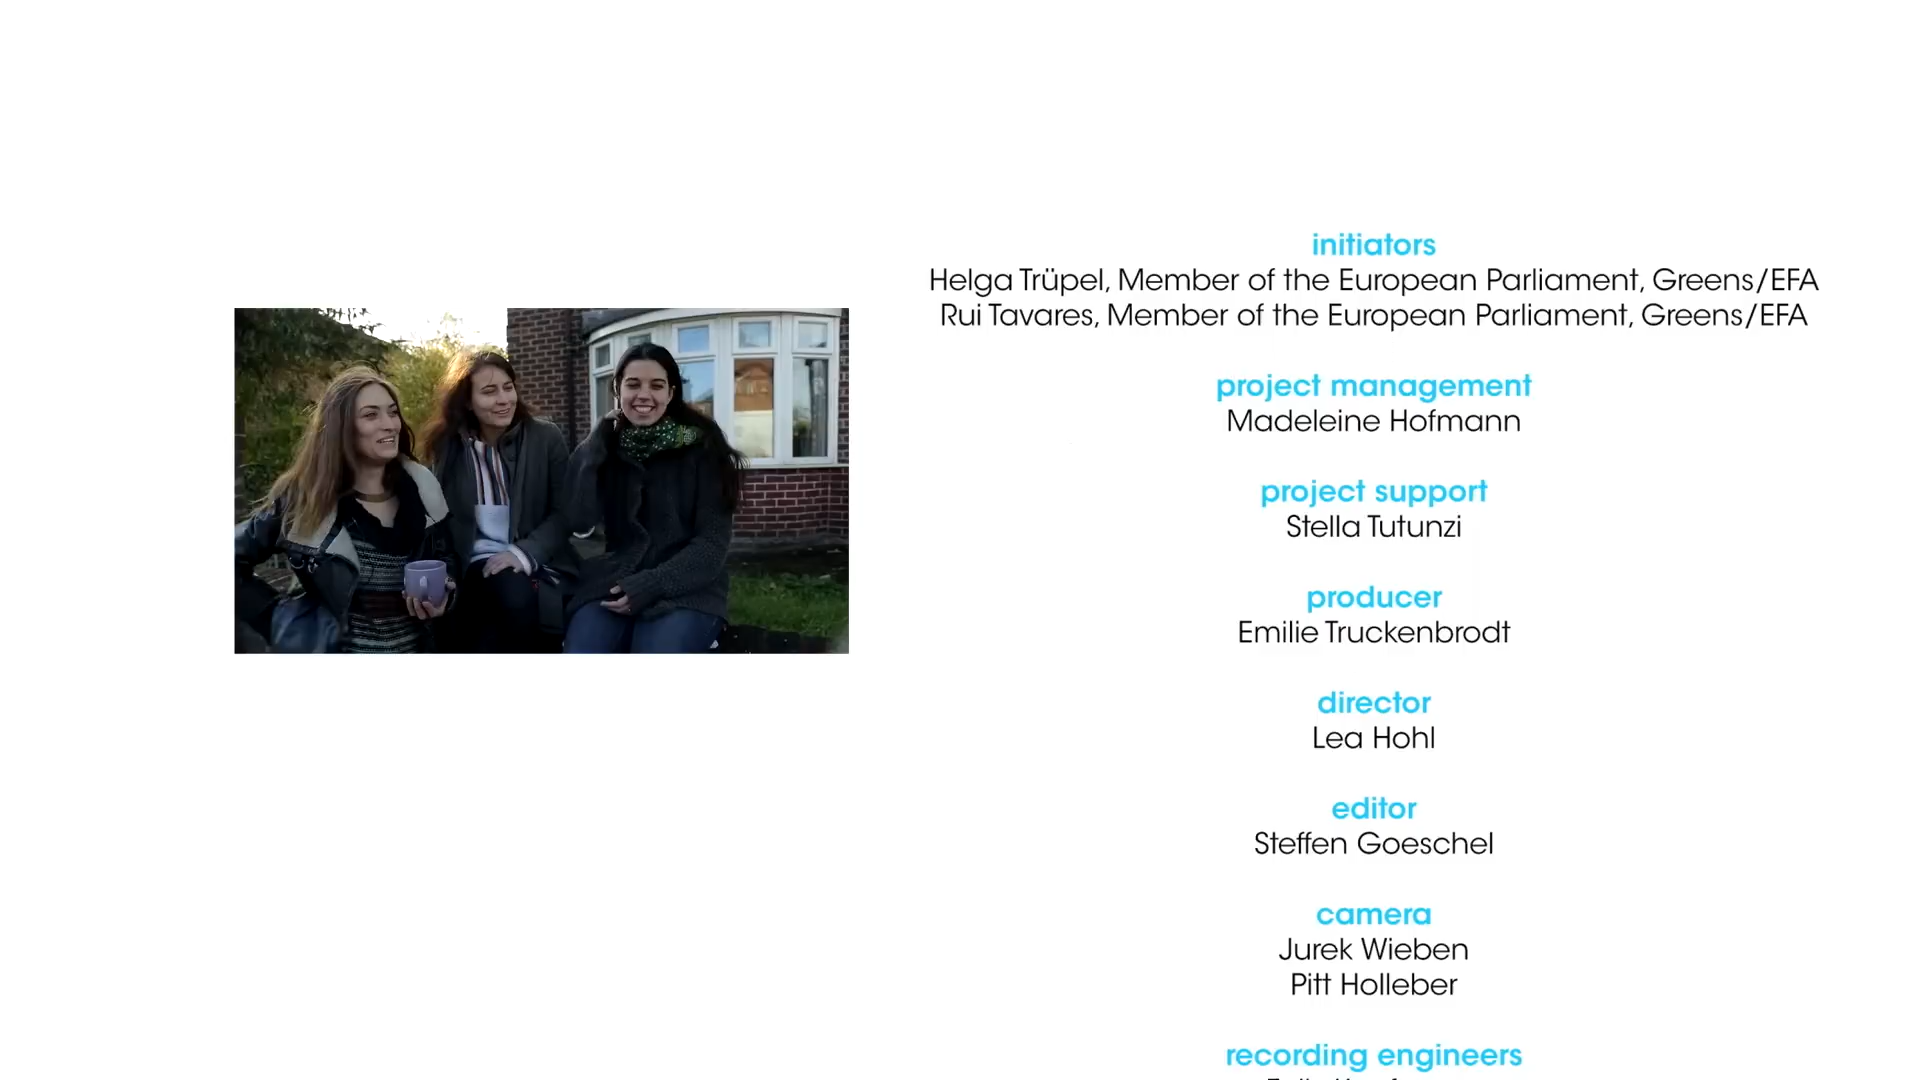 initiators
Helga Trüpel, Member of the European Parliament, Greens/EFA
Rui Tavares, Member of the European Parliament, Greens/EFA
project management
Madeleine Hofmann
project support
Stella Tutunzi
producer
Emilie Truckenbrodt
director
Lea Hohl
editor
Steffen Goeschel
camera
Jurek Wieben
Pitt Holleber
recording engineers